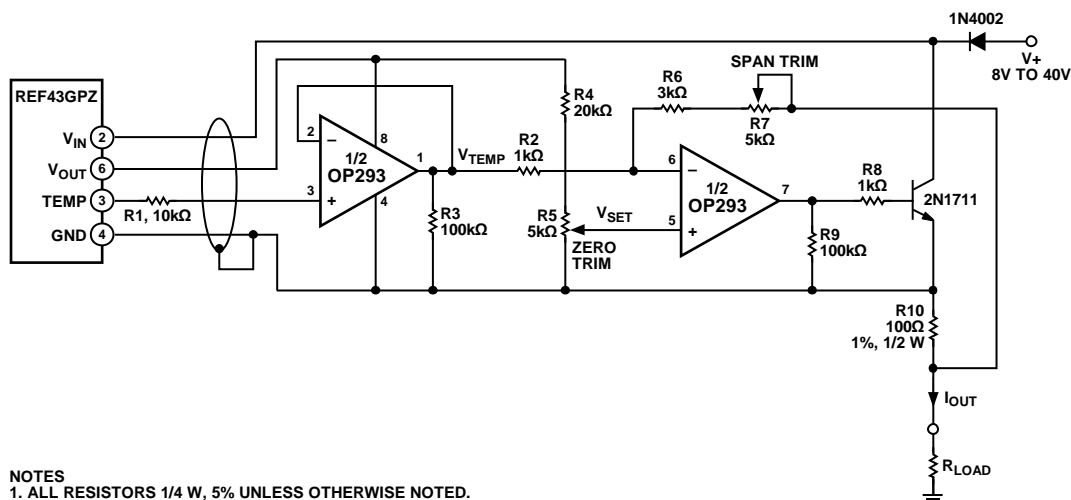 1N4002
V+
8V TO 40V
SPAN TRIM
REF43GPZ
VIN 2
VOUT 6
TEMP 3
GND 4
R1, 10kΩ
2
3
8
4
1
–
+
1/2
OP293
VTEMP
R3
100kΩ
R2
1kΩ
R4
20kΩ
R5
5kΩ
ZERO
TRIM
VSET
R6
3kΩ
R7
5kΩ
6
5
7
–
+
1/2
OP293
R8
1kΩ
R9
100kΩ
2N1711
R10
100Ω
1%, 1/2 W
IOUT
RLOAD
NOTES
1. ALL RESISTORS 1/4 W, 5% UNLESS OTHERWISE NOTED.